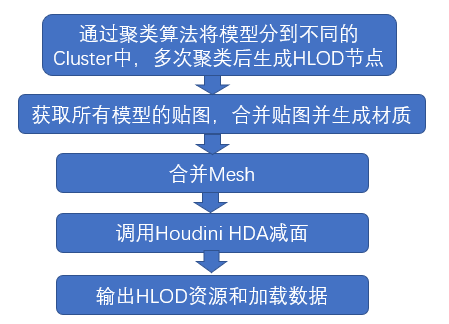 通过聚类算法将模型分到不同的
Cluster中，多次聚类后生成HLOD节点
获取所有模型的贴图，合并贴图并生成材质
合并Mesh
调用Houdini HDA减面
输出HLOD资源和加载数据